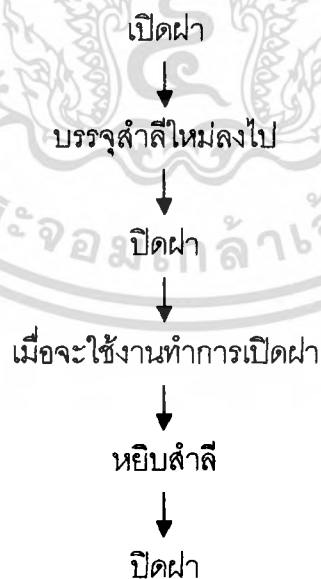 เปิดฝา
บรรจุสำลีใหม่ลงไป
ปิดฝา
เมื่อจะใช้งานทำการเปิดฝา
หยิบสำลี
ปิดฝา